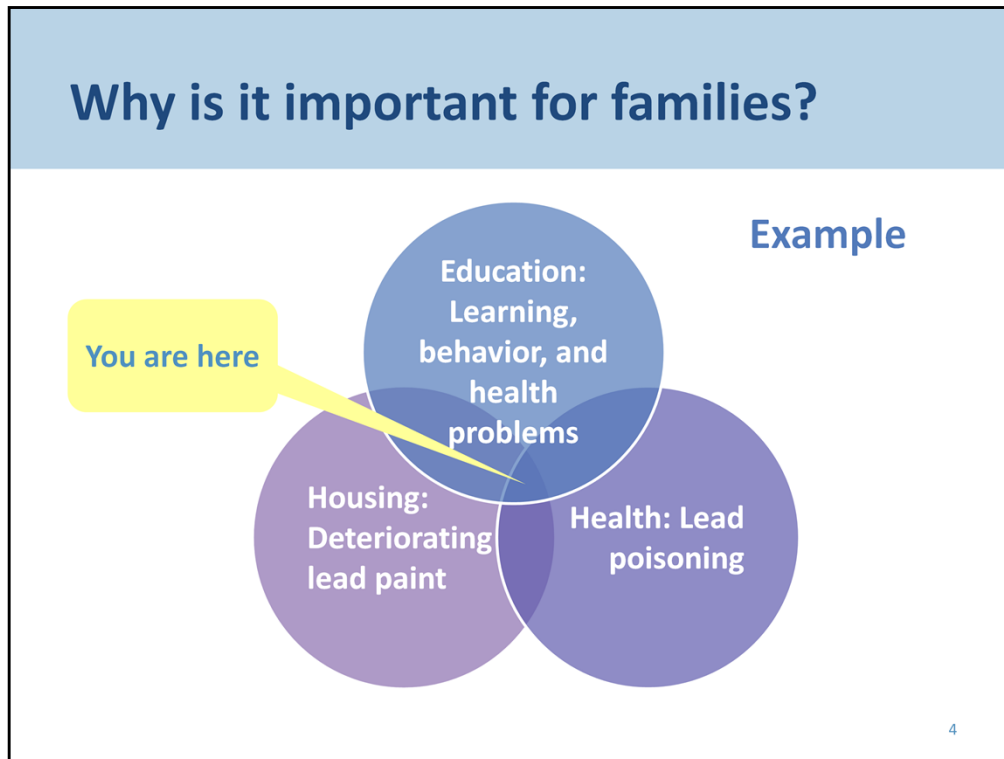 Why is it important for families?
Example
Education:
Learning,
behavior, and
health
problems
You are here
Housing:
Deteriorating
lead paint
Health: Lead
poisoning
4